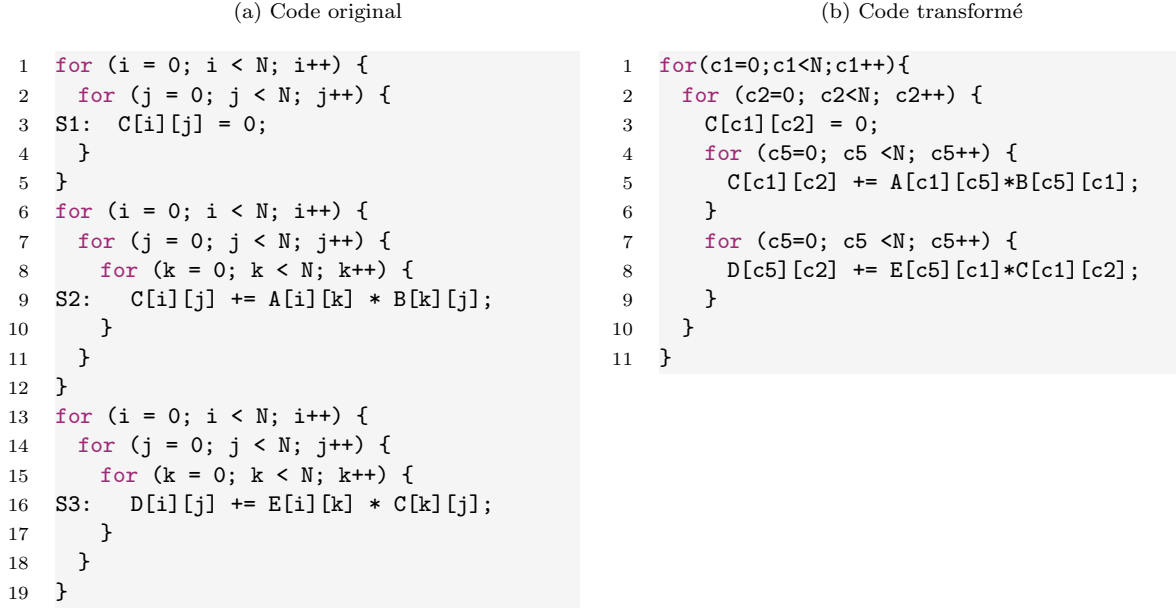 (a) Code original
1 for (i = 0; i < N; i++) {
2   for (j = 0; j < N; j++) {
3 S1:  C[i][j] = 0;
4   }
5 }
6 for (i = 0; i < N; i++) {
7   for (j = 0; j < N; j++) {
8     for (k = 0; k < N; k++) {
9 S2:   C[i][j] += A[i][k] * B[k][j];
10     }
11   }
12 }
13 for (i = 0; i < N; i++) {
14   for (j = 0; j < N; j++) {
15     for (k = 0; k < N; k++) {
16 S3:   D[i][j] += E[i][k] * C[k][j];
17     }
18   }
19 }
(b) Code transformé
1 for(c1=0;c1<N;c1++){
2   for (c2=0; c2<N; c2++) {
3     C[c1][c2] = 0;
4     for (c5=0; c5 <N; c5++) {
5       C[c1][c2] += A[c1][c5]*B[c5][c1];
6     }
7     for (c5=0; c5 <N; c5++) {
8       D[c5][c2] += E[c5][c1]*C[c1][c2];
9     }
10   }
11 }